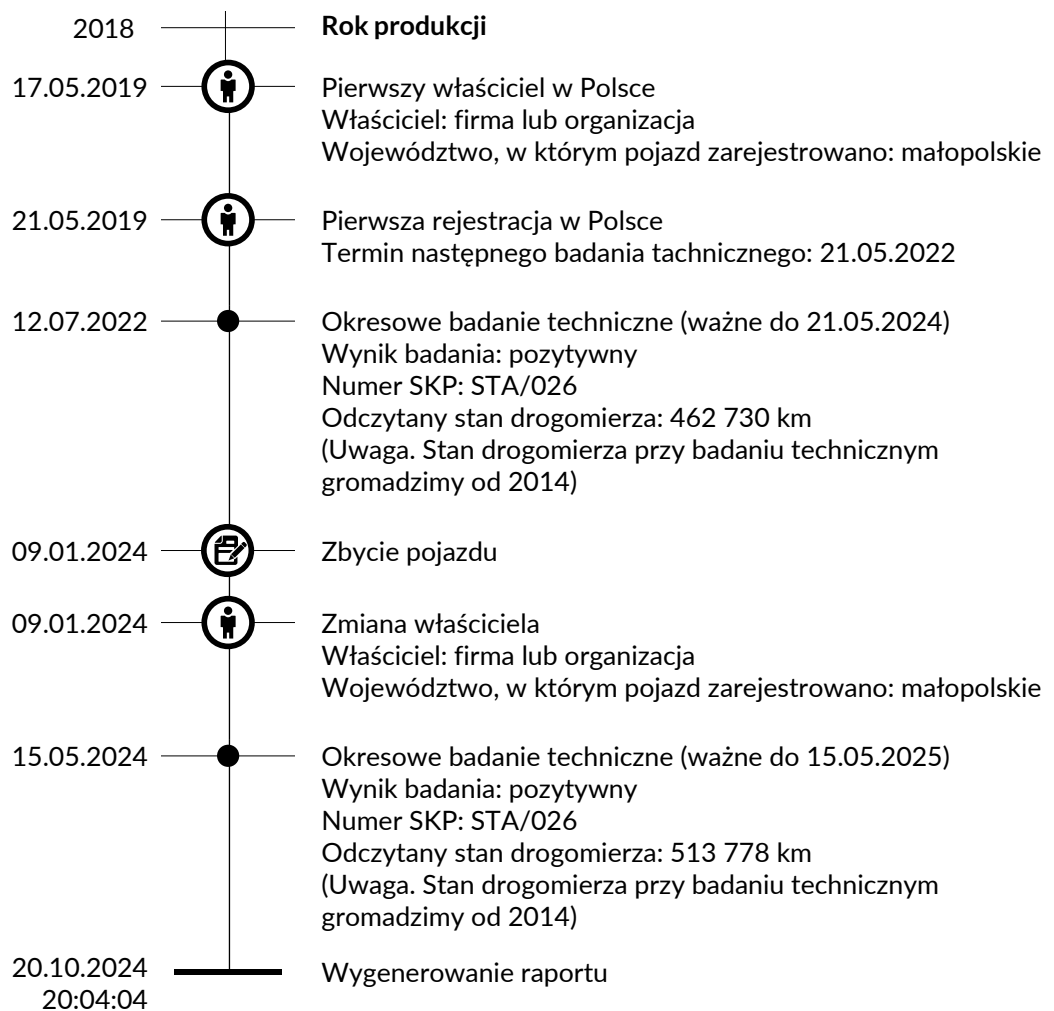 2018 Rok produkcji
17.05.2019 Pierwszy właściciel w Polsce
Właściciel: firma lub organizacja
Województwo, w którym pojazd zarejestrowano: małopolskie
21.05.2019 Pierwsza rejestracja w Polsce
Termin następnego badania tachnicznego: 21.05.2022
12.07.2022 Okresowe badanie techniczne (ważne do 21.05.2024)
Wynik badania: pozytywny
Numer SKP: STA/026
Odczytany stan drogomierza: 462 730 km
(Uwaga. Stan drogomierza przy badaniu technicznym
gromadzimy od 2014)
09.01.2024 Zbycie pojazdu
09.01.2024 Zmiana właściciela
Właściciel: firma lub organizacja
Województwo, w którym pojazd zarejestrowano: małopolskie
15.05.2024 Okresowe badanie techniczne (ważne do 15.05.2025)
Wynik badania: pozytywny
Numer SKP: STA/026
Odczytany stan drogomierza: 513 778 km
(Uwaga. Stan drogomierza przy badaniu technicznym
gromadzimy od 2014)
20.10.2024 Wygenerowanie raportu
20:04:04